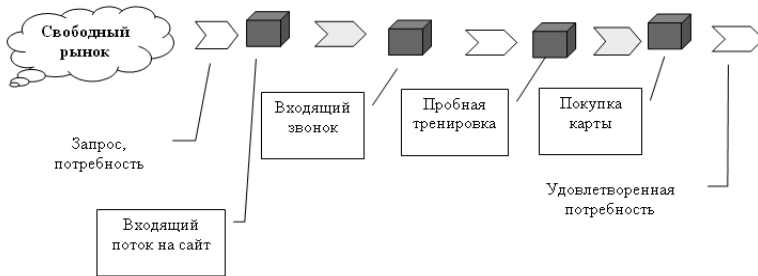 Свободный
рынок
Входящий
звонок
Пробная
тренировка
Покупка
карты
Запрос,
потребность
Удовлетворенная
потребность
Входящий
поток на сайт